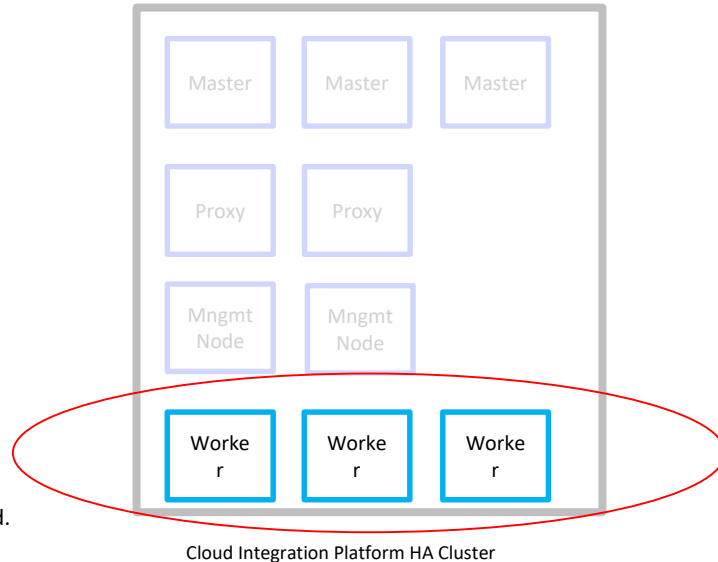 Master Master Master
Proxy Proxy
Mngmt Mngmt
Node Node
Worke Worke Worke
r r r
d.
Cloud Integration Platform HA Cluster